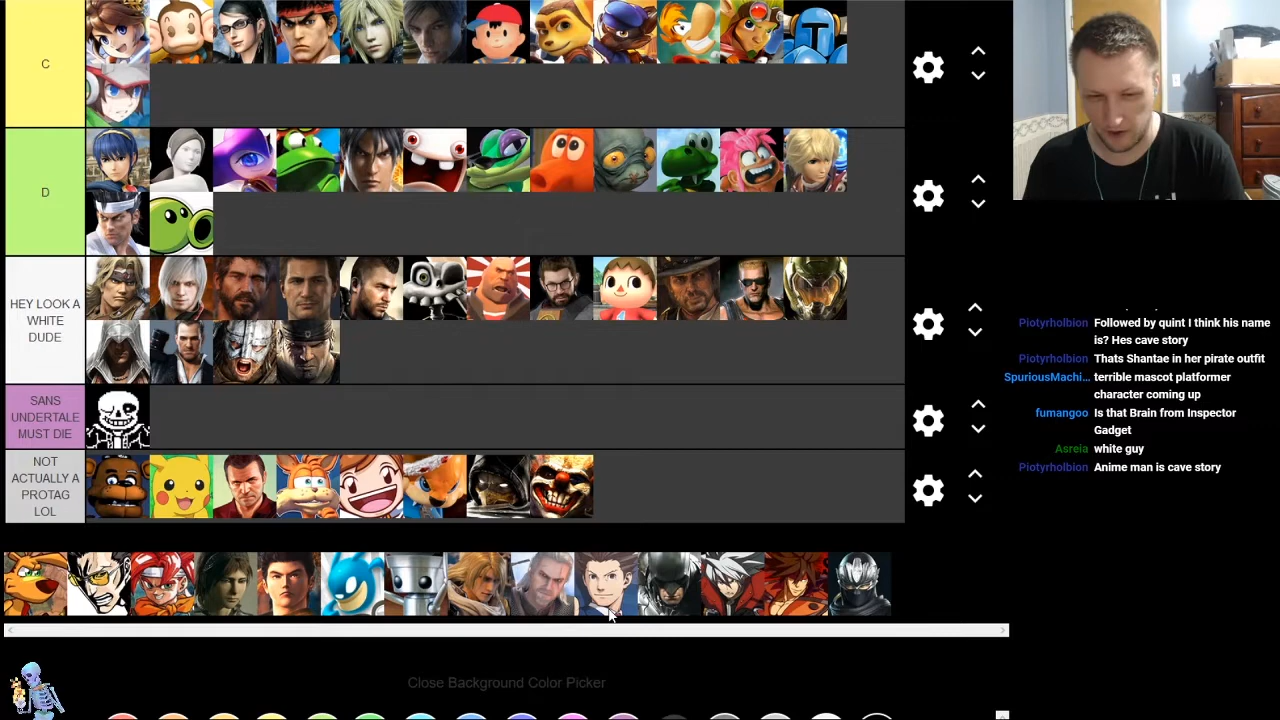 C
D
HEY LOOK A
WHITE
DUDE
SANS
UNDERTALE
MUST DIE
NOT
ACTUALLY A
PROTAG
LOL
Piotyrholbion Followed by quint I think his name
is? Hes cave story
Piotyrholbion Thats Shantae in her pirate outfit
SpuriousMachi... terrible mascot platformer
character coming up
fumangoo Is that Brain from Inspector
Gadget
Asreia white guy
Piotyrholbion Anime man is cave story
Close Background Color Picker